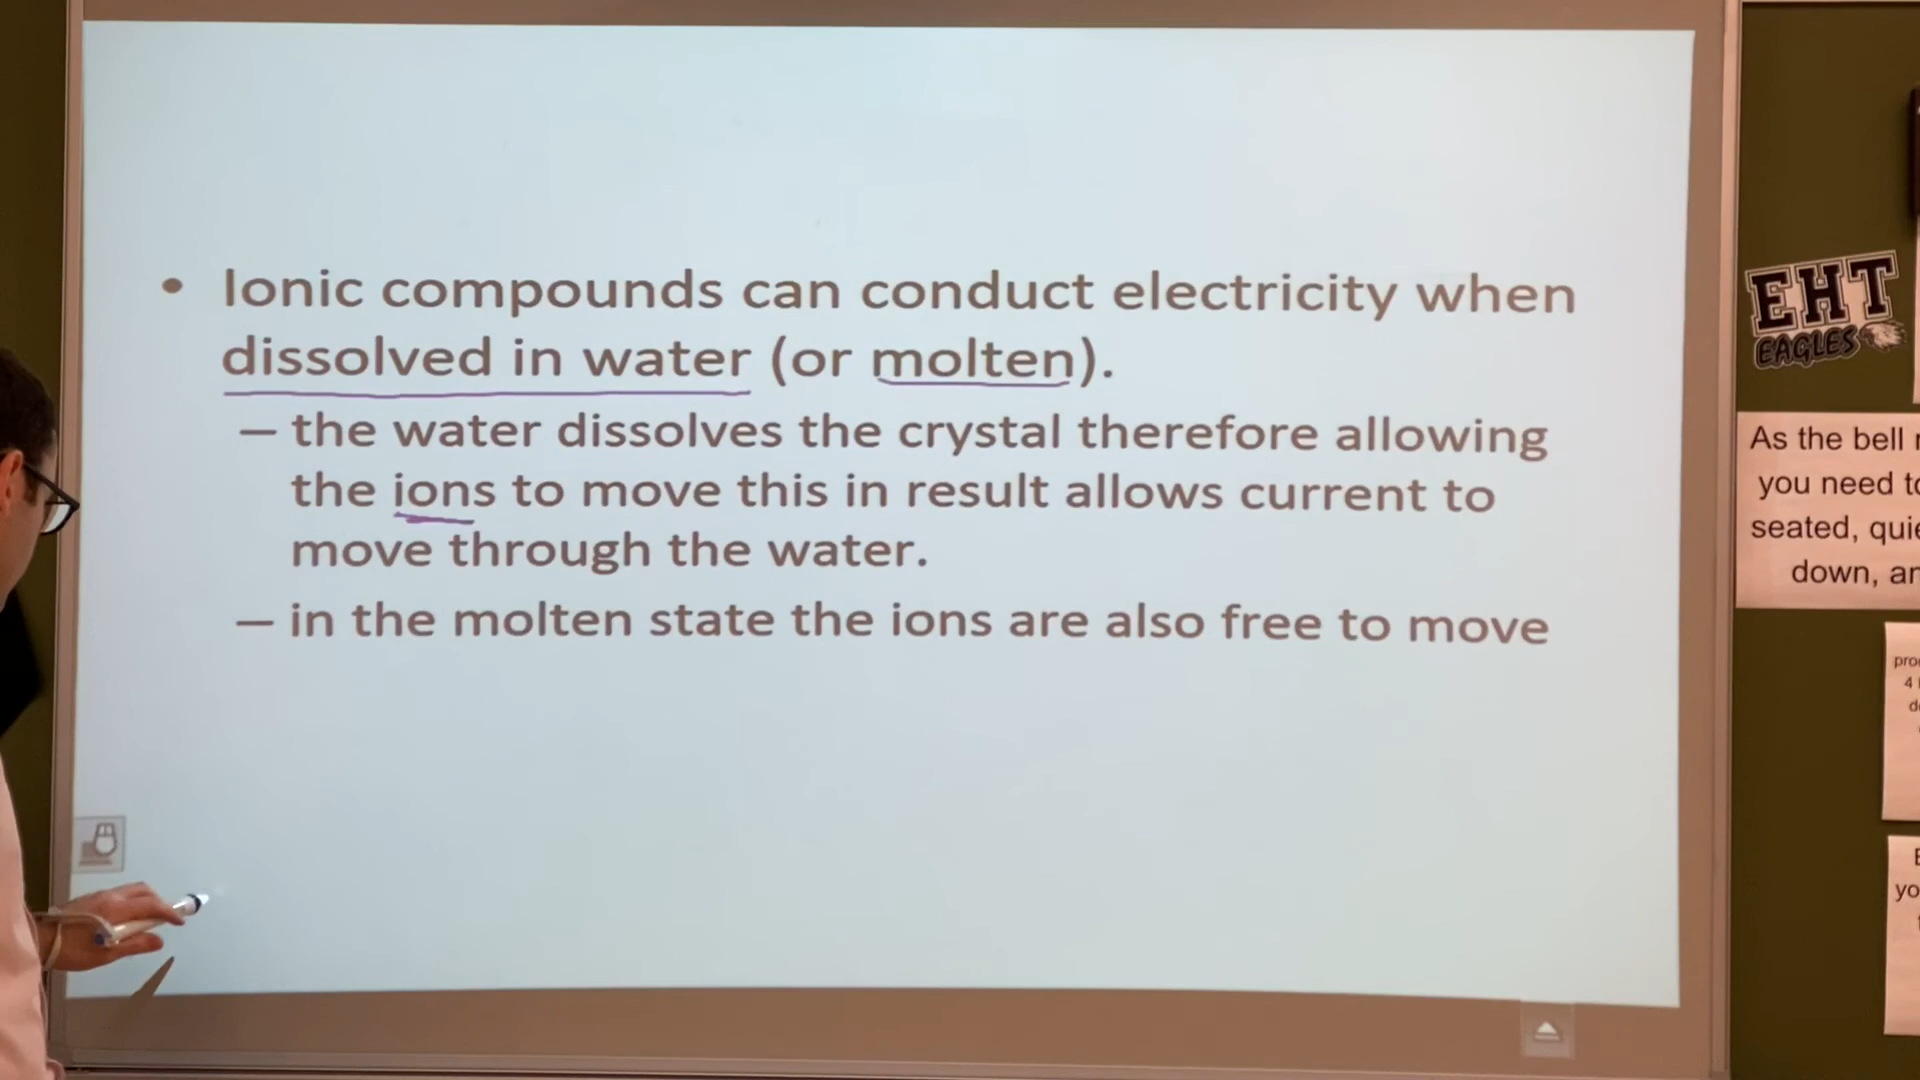 • Ionic compounds can conduct electricity when
dissolved in water (or molten).
– the water dissolves the crystal therefore allowing
the ions to move this in result allows current to
move through the water.
– in the molten state the ions are also free to move
EHT
EAGLES
As the bell
you need
seated,
down,